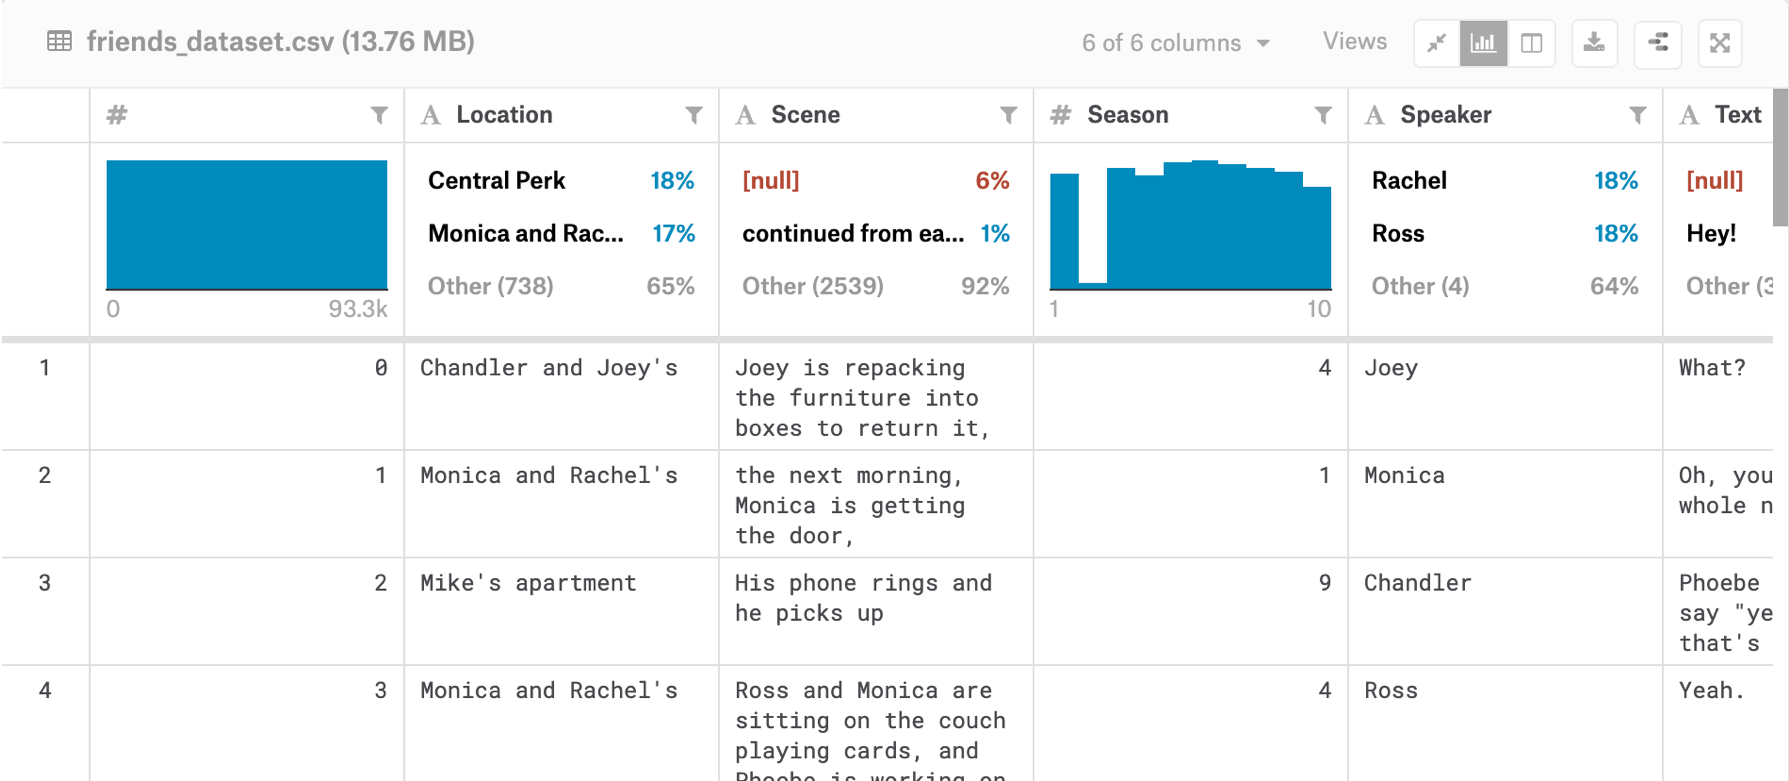 friends_dataset.csv (13.76 MB)
6 of 6 columns
Views
#
A Location
A Scene
# Season
A Speaker
A Text
0
93.3k
Central Perk 18%
Monica and Rac... 17%
Other (738) 65%
[null] 6%
continued from ea... 1%
Other (2539) 92%
1
10
Rachel 18%
Ross 18%
Other (4) 64%
[null]
Hey!
Other (3
1
0
Chandler and Joey's
Joey is repacking
the furniture into
boxes to return it,
4
Joey
What?
2
1
Monica and Rachel's
the next morning,
Monica is getting
the door,
1
Monica
Oh, you
whole n
3
2
Mike's apartment
His phone rings and
he picks up
9
Chandler
Phoebe
say "ye
that's
4
3
Monica and Rachel's
Ross and Monica are
sitting on the couch
playing cards, and
Phoebe is working on
4
Ross
Yeah.